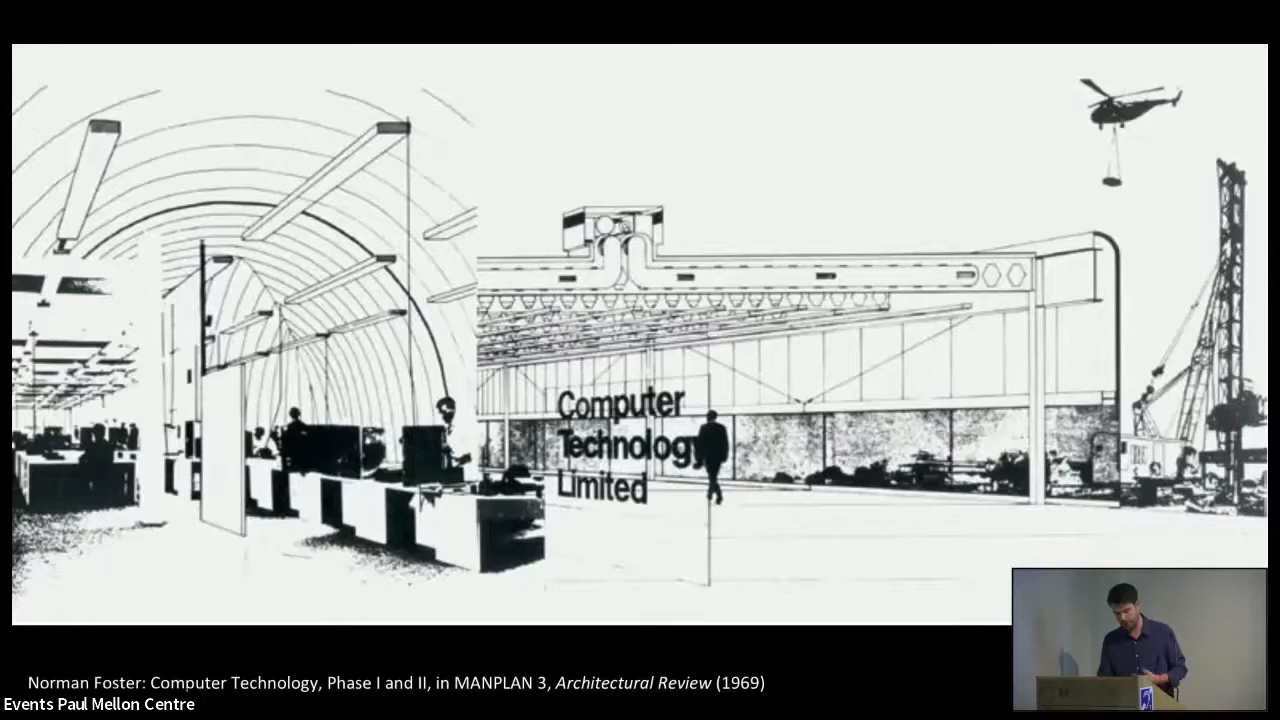 Computer
Technology
Limited
Norman Foster: Computer Technology, Phase I and II, in MANPLAN 3, Architectural Review (1969)
Events Paul Mellon Centre